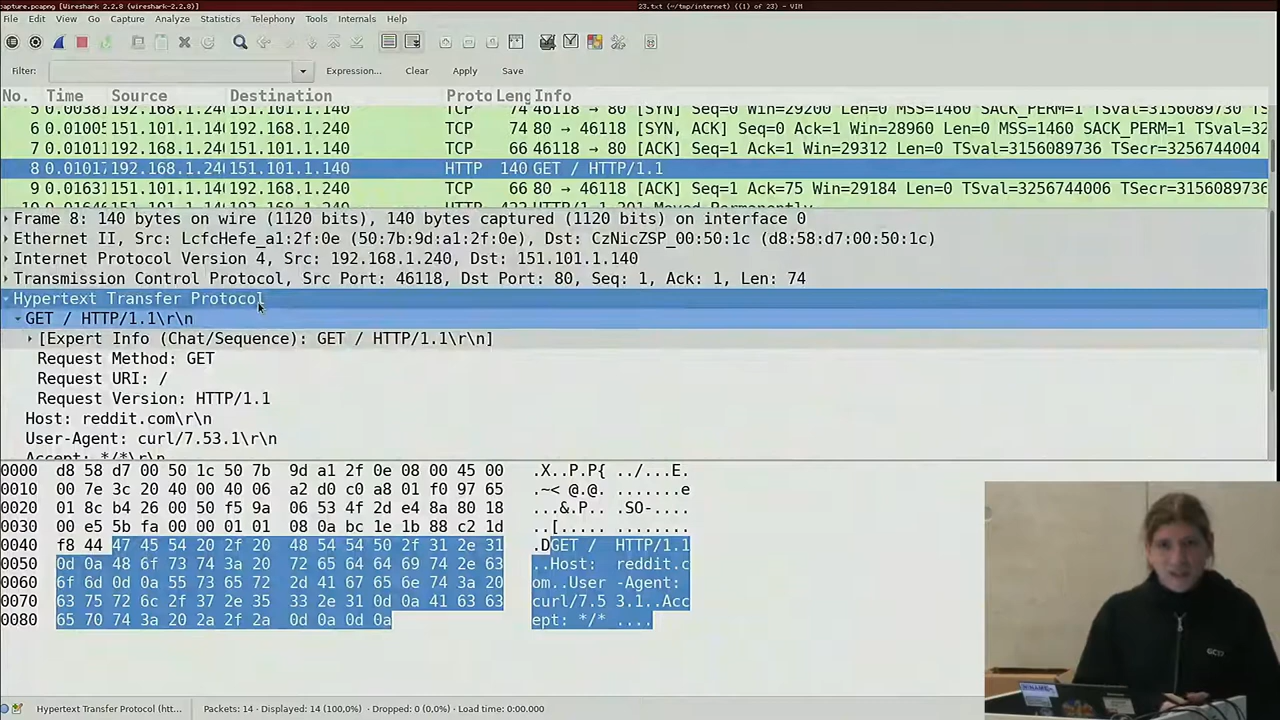 capture.pcapng [Wireshark 2.2.8 (wireshark-2.2.8)]
23.txt (~/tmp/internet) ((1) of 23) - VIM
File Edit View Go Capture Analyze Statistics Telephony Tools Internals Help
Filter: Expression... Clear Apply Save
No. Time Source Destination Proto Leng Info
5 0.00381 192.168.1.240 151.101.1.140 TCP 74 46118 → 80 [SYN] Seq=0 Win=29200 Len=0 MSS=1460 SACK_PERM=1 TSval=3156089730 TS
6 0.01005 151.101.1.140 192.168.1.240 TCP 74 80 → 46118 [SYN, ACK] Seq=0 Ack=1 Win=28960 Len=0 MSS=1460 SACK_PERM=1 TSval=32
7 0.01011 192.168.1.240 151.101.1.140 TCP 66 46118 → 80 [ACK] Seq=1 Ack=1 Win=29312 Len=0 TSval=3156089736 TSecr=3256744004
8 0.01017 192.168.1.240 151.101.1.140 HTTP 140 GET / HTTP/1.1
9 0.01631 151.101.1.140 192.168.1.240 TCP 66 80 → 46118 [ACK] Seq=1 Ack=75 Win=29184 Len=0 TSval=3256744006 TSecr=3156089736
Frame 8: 140 bytes on wire (1120 bits), 140 bytes captured (1120 bits) on interface 0
Ethernet II, Src: LcfcHefe_a1:2f:0e (50:7b:9d:a1:2f:0e), Dst: CzNicZSP_00:50:1c (d8:58:d7:00:50:1c)
Internet Protocol Version 4, Src: 192.168.1.240, Dst: 151.101.1.140
Transmission Control Protocol, Src Port: 46118, Dst Port: 80, Seq: 1, Ack: 1, Len: 74
Hypertext Transfer Protocol
GET / HTTP/1.1\r\n
[Expert Info (Chat/Sequence): GET / HTTP/1.1\r\n]
Request Method: GET
Request URI: /
Request Version: HTTP/1.1
Host: reddit.com\r\n
User-Agent: curl/7.53.1\r\n
Accept: */*\r\n
0000 d8 58 d7 00 50 1c 50 7b 9d a1 2f 0e 08 00 45 00 .X..P.P{ ../...E.
0010 00 7e 3c 20 40 00 40 06 a2 d0 c0 a8 01 f0 97 65 .~< @.@. .......e
0020 01 8c b4 26 00 50 f5 9a 06 53 4f 2d e4 8a 80 18 ...&.P.. .SO-....
0030 00 e5 5b fa 00 00 01 01 08 0a bc 1e 1b 88 c2 1d ..[..... ........
0040 f8 44 47 45 54 20 2f 20 48 54 54 50 2f 31 2e 31 .DGET / HTTP/1.1
0050 0d 0a 48 6f 73 74 3a 20 72 65 64 64 69 74 2e 63 ..Host: reddit.c
0060 6f 6d 0d 0a 55 73 65 72 2d 41 67 65 6e 74 3a 20 om..User -Agent:
0070 63 75 72 6c 2f 37 2e 35 33 2e 31 0d 0a 41 63 63 curl/7.5 3.1..Acc
0080 65 70 74 3a 20 2a 2f 2a 0d 0a 0d 0a ept: */* ....
Hypertext Transfer Protocol (htt... Packets: 14 · Displayed: 14 (100,0%) · Dropped: 0 (0,0%) · Load time: 0:00.000